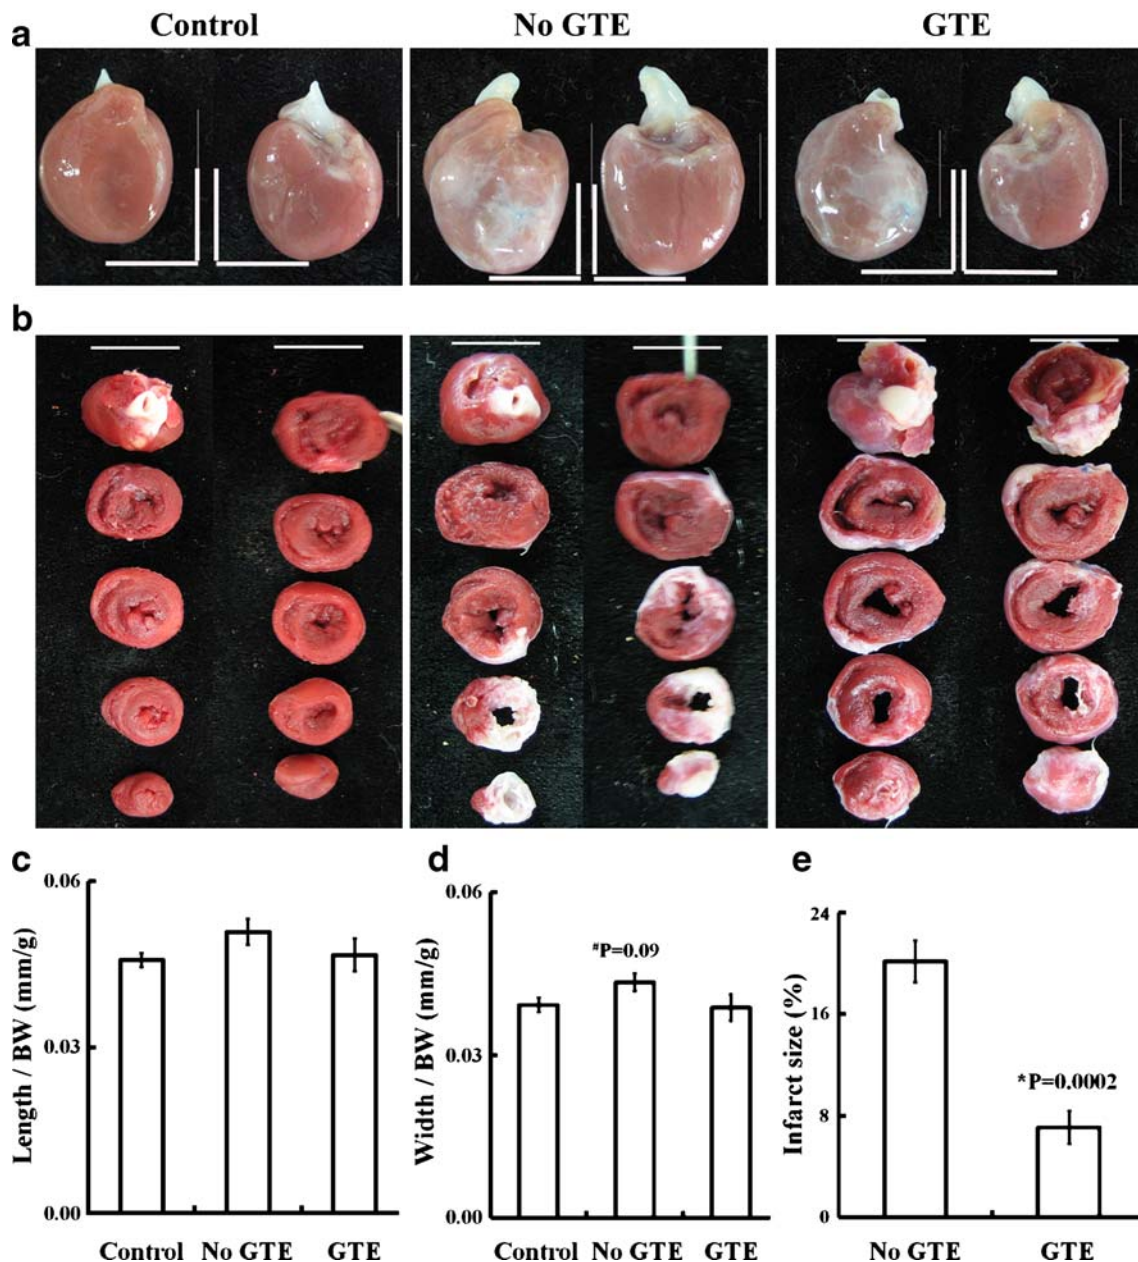 a
Control
No GTE
GTE
b
c
0.06
0.03
0.00
Length / BW (mm/g)
Control
No GTE
GTE
d
0.06
0.03
0.00
Width / BW (mm/g)
#P=0.09
Control
No GTE
GTE
e
24
16
8
0
Infarct size (%)
*P=0.0002
No GTE
GTE